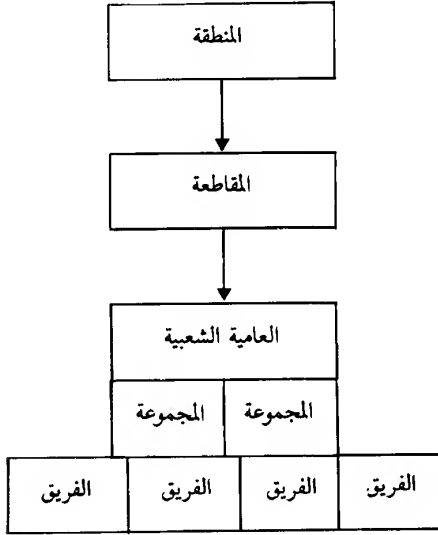 المنطقة
المقاطعة
العامية الشعبية
المجموعة المجموعة
الفريق الفريق الفريق الفريق